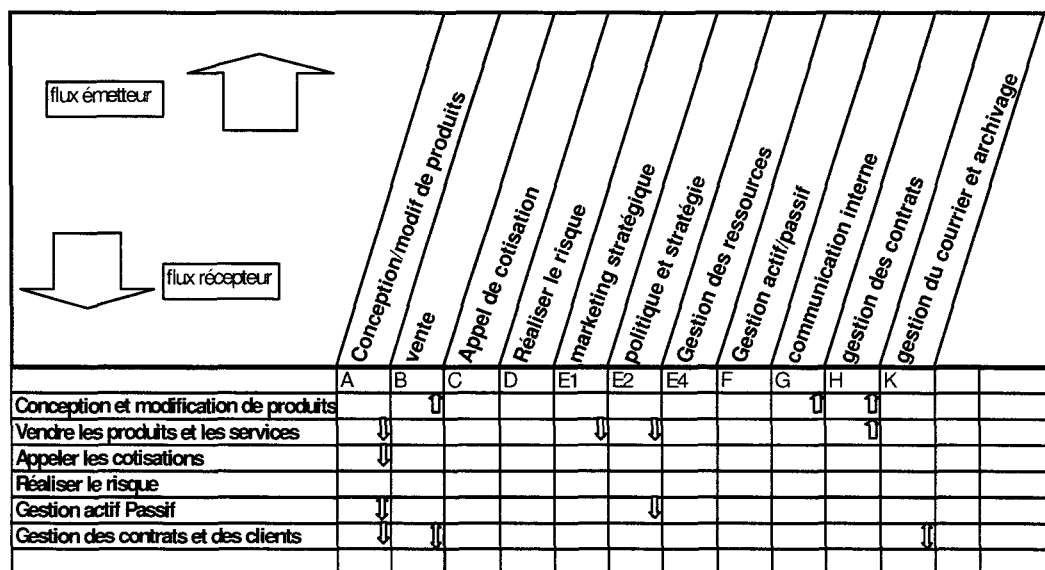 flux émetteur
flux récepteur
Conception/modif de produits
vente
Appel de cotisation
Réaliser le risque
marketing stratégique
politique et stratégie
Gestion des ressources
Gestion actif/passif
communication interne
gestion des contrats
gestion du courrier et archivage
A B C D E1 E2 E4 F G H K
Conception et modification de produits
Vendre les produits et les services
Appeler les cotisations
Réaliser le risque
Gestion actif Passif
Gestion des contrats et des clients